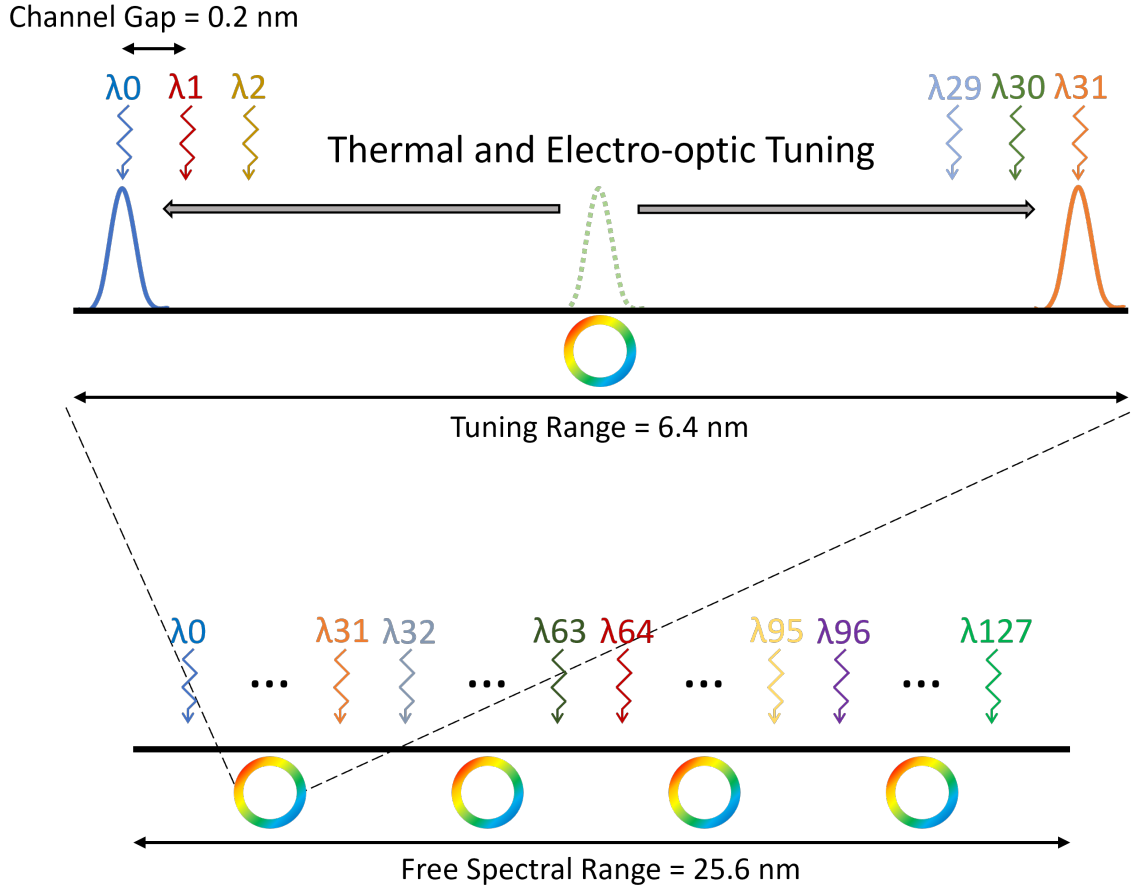 Channel Gap = 0.2 nm
λ0 λ1 λ2 λ29 λ30 λ31
Thermal and Electro-optic Tuning
Tuning Range = 6.4 nm
λ0 λ31 λ32 λ63 λ64 λ95 λ96 λ127
... ... ... ...
Free Spectral Range = 25.6 nm